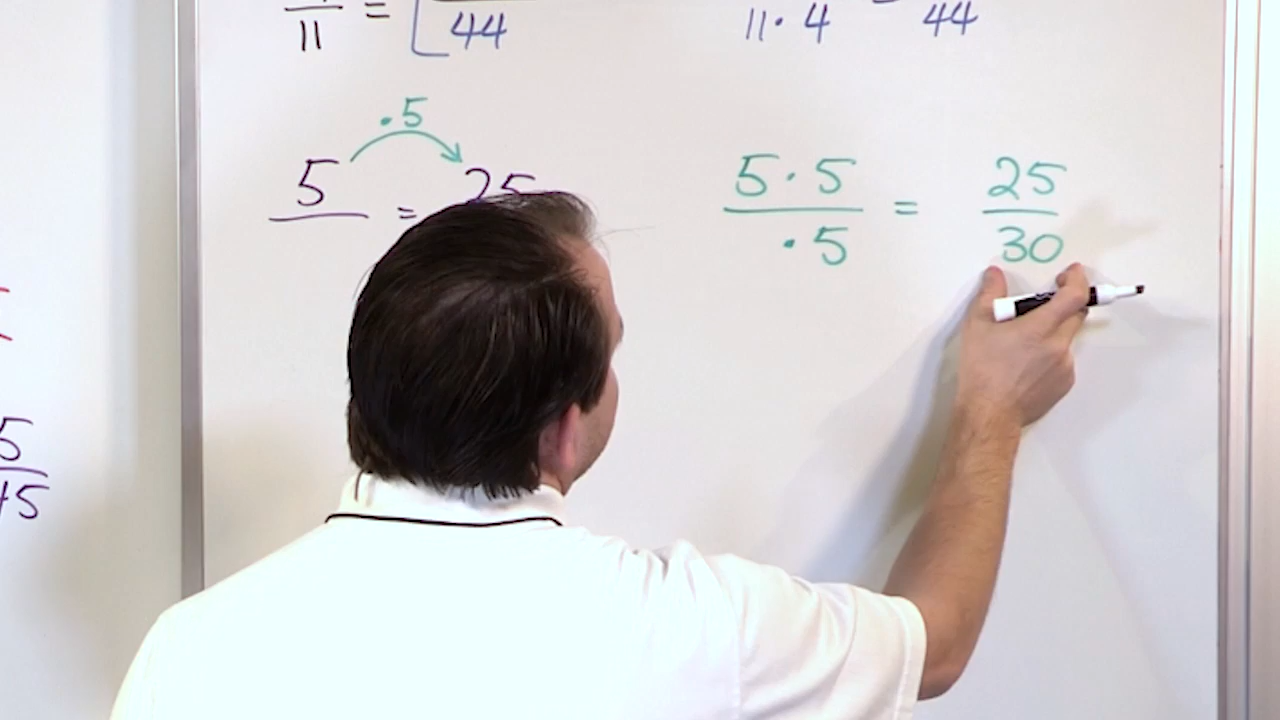 11 = 44
11 · 4 44
· 5
5 = 25
5 · 5 = 25
· 5 30
5
45